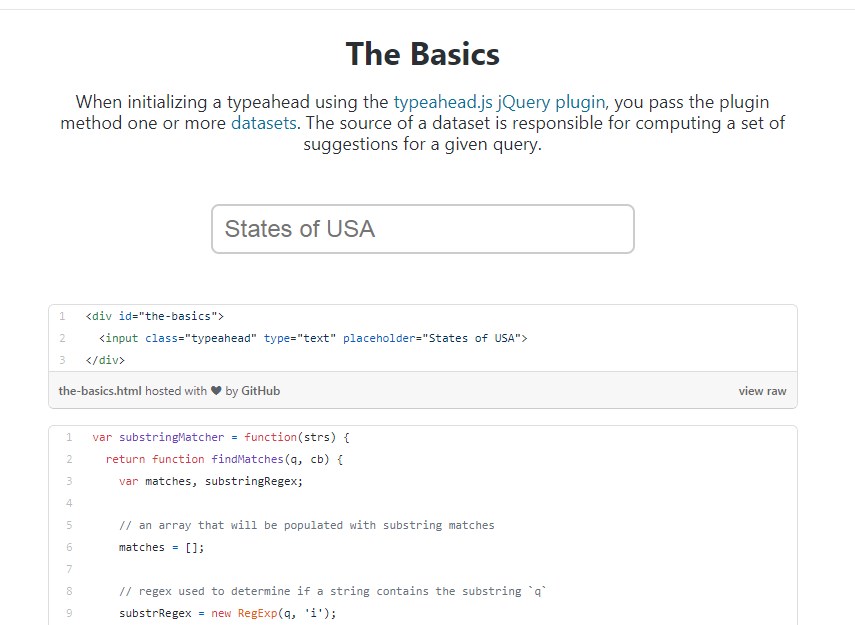 The Basics
When initializing a typeahead using the typeahead.js jQuery plugin, you pass the plugin
method one or more datasets. The source of a dataset is responsible for computing a set of
suggestions for a given query.
States of USA
1 <div id="the-basics">
2   <input class="typeahead" type="text" placeholder="States of USA">
3 </div>
the-basics.html hosted with ❤ by GitHub view raw
1 var substringMatcher = function(strs) {
2   return function findMatches(q, cb) {
3     var matches, substringRegex;
4
5     // an array that will be populated with substring matches
6     matches = [];
7
8     // regex used to determine if a string contains the substring `q`
9     substrRegex = new RegExp(q, 'i');